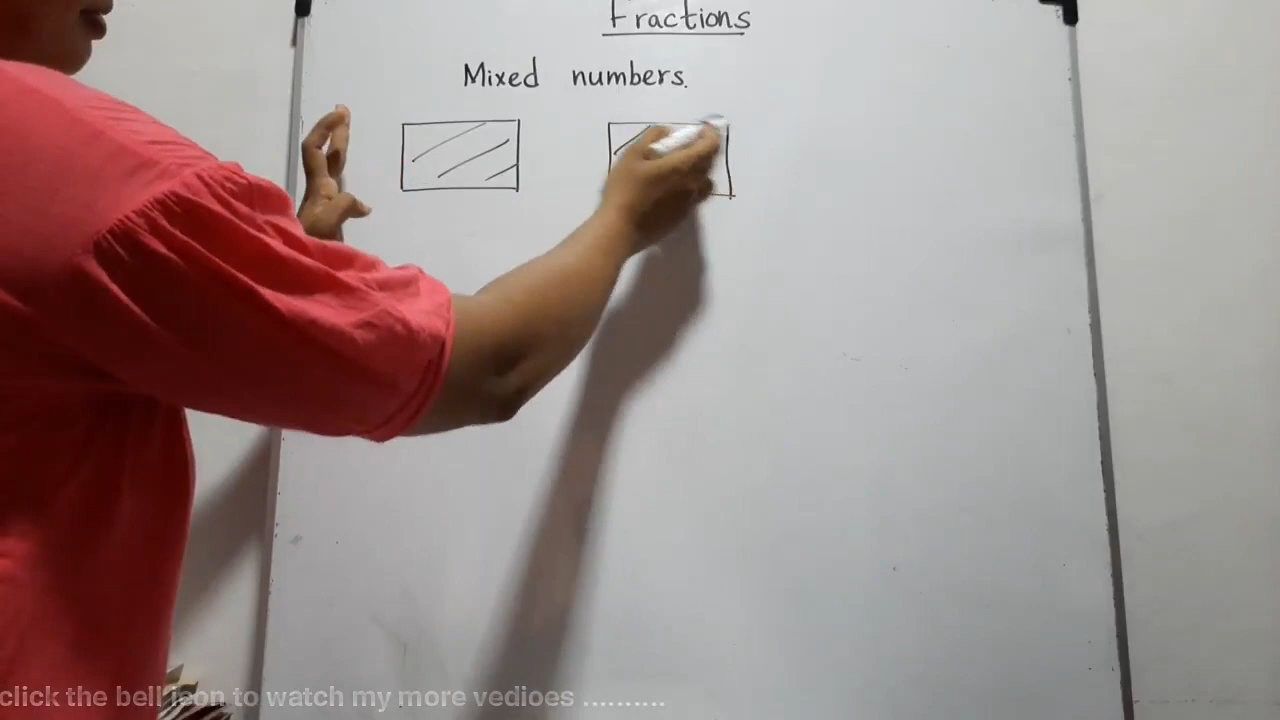 Fractions
Mixed numbers.
click the bell icon to watch my more vedioes ..........